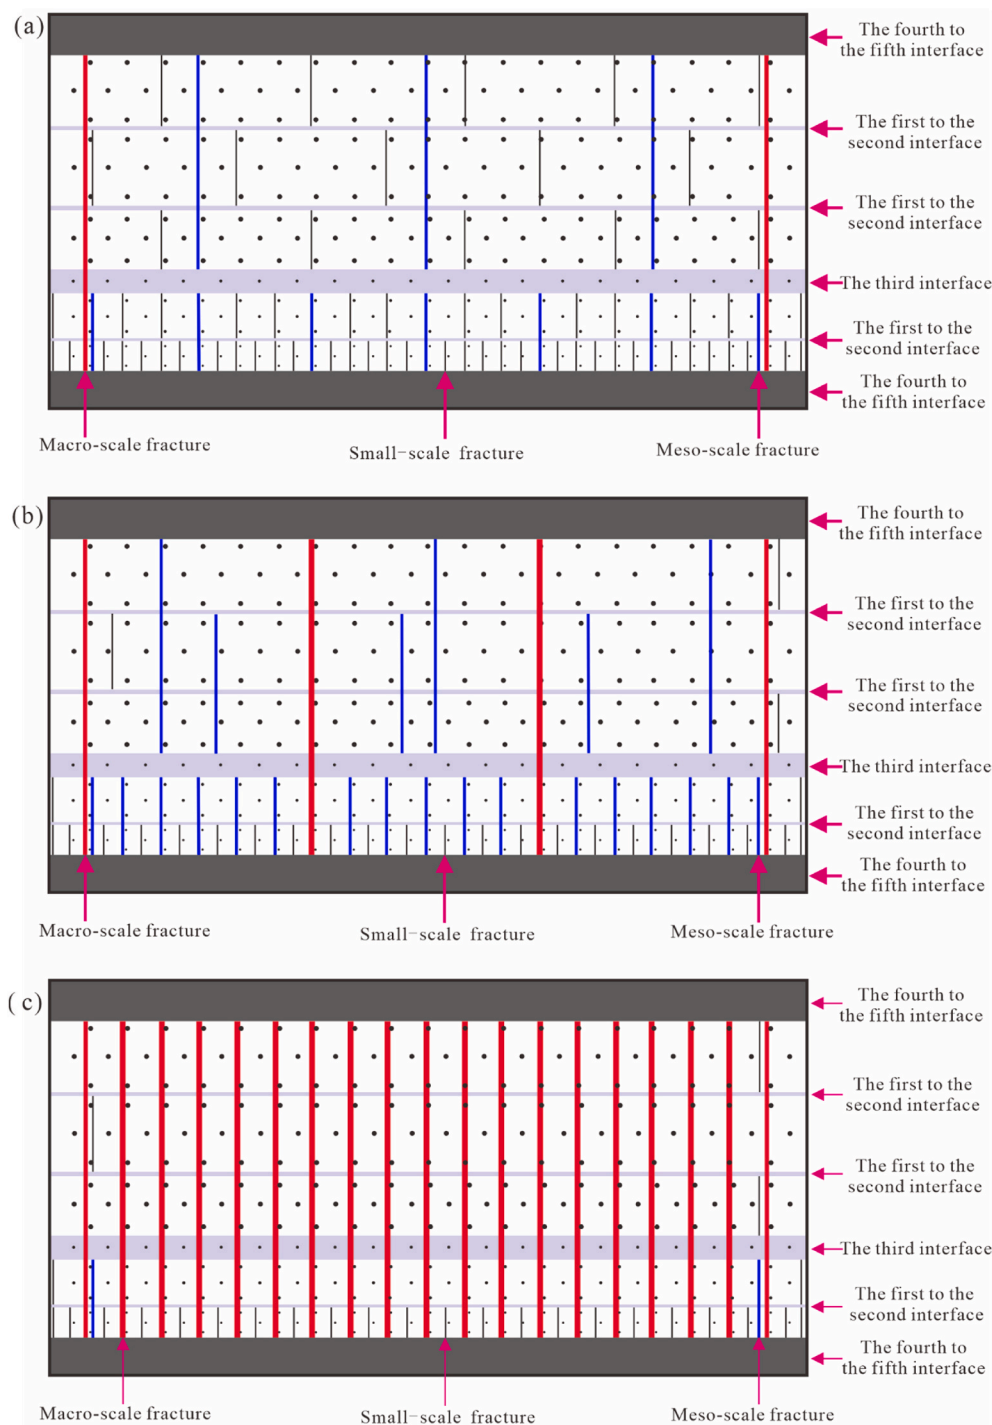 (a)
The fourth to
the fifth interface
The first to the
second interface
The first to the
second interface
The third interface
The first to the
second interface
The fourth to
the fifth interface
Macro-scale fracture
Small-scale fracture
Meso-scale fracture
(b)
The fourth to
the fifth interface
The first to the
second interface
The first to the
second interface
The third interface
The first to the
second interface
The fourth to
the fifth interface
Macro-scale fracture
Small-scale fracture
Meso-scale fracture
(c)
The fourth to
the fifth interface
The first to the
second interface
The first to the
second interface
The third interface
The first to the
second interface
The fourth to
the fifth interface
Macro-scale fracture
Small-scale fracture
Meso-scale fracture